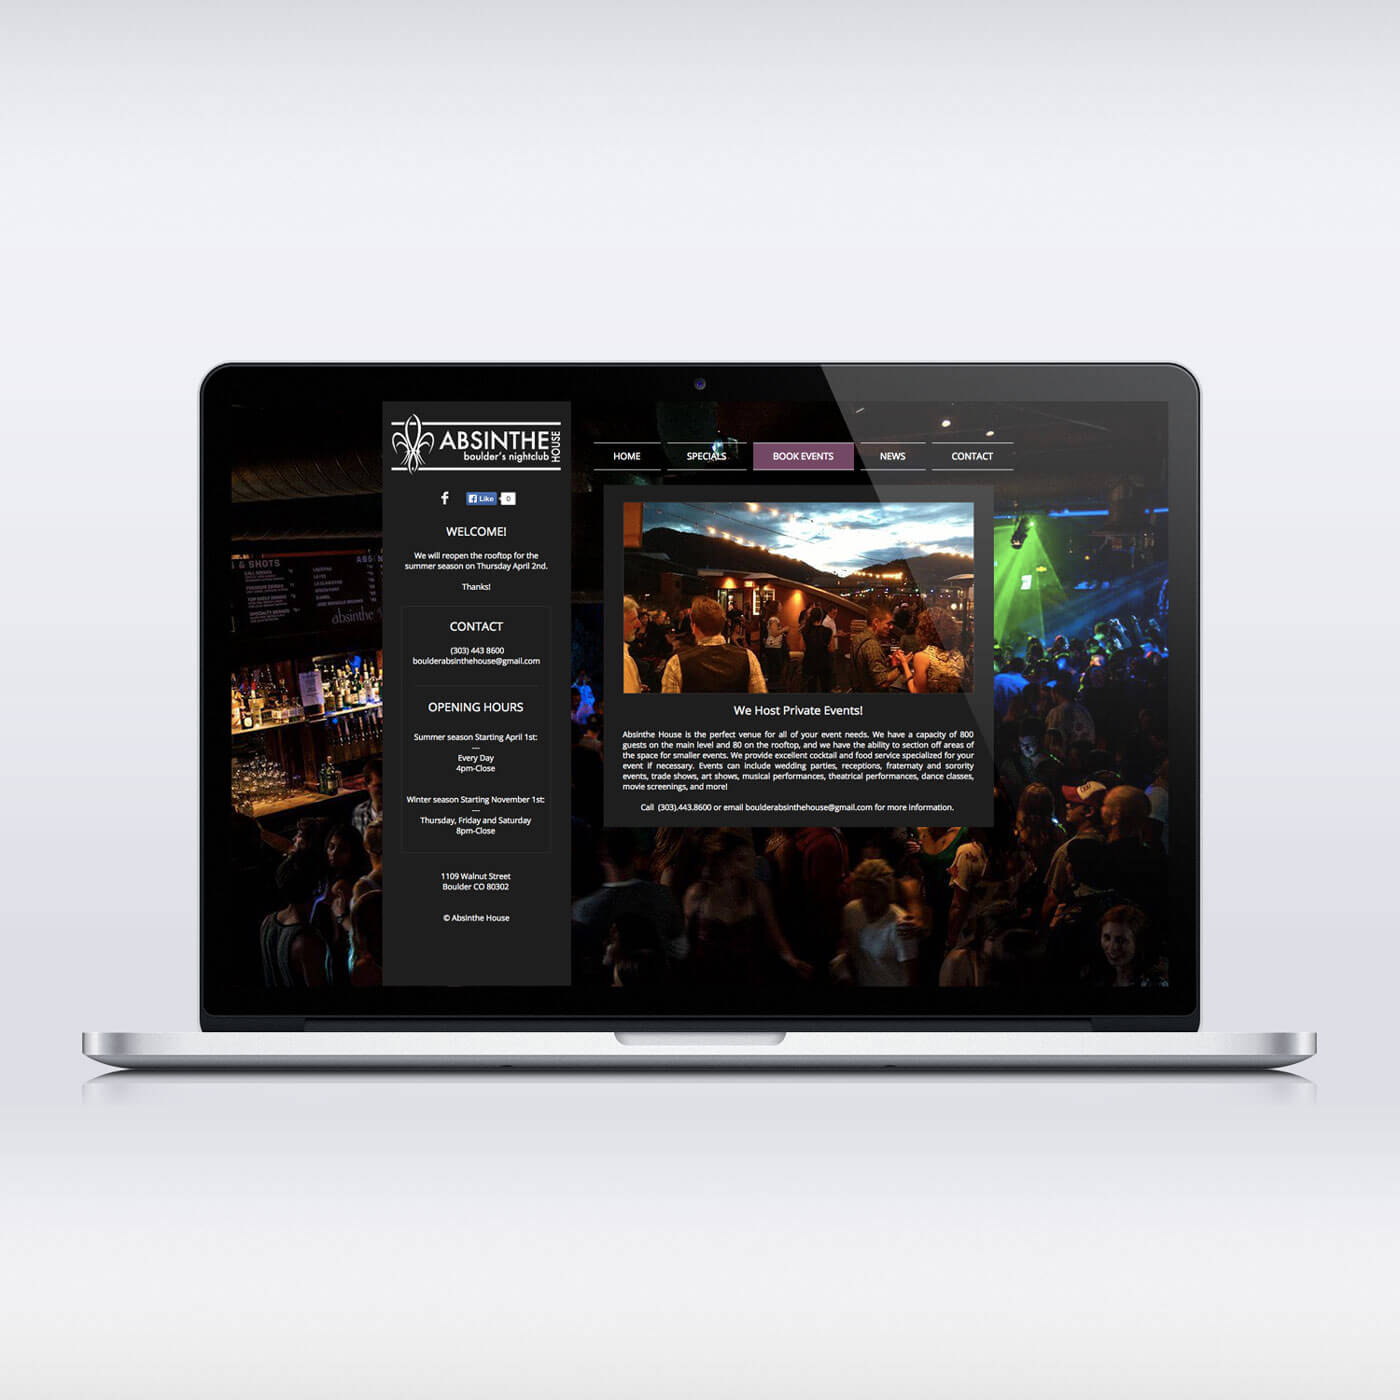 ABSINTHE
HOUSE
boulder's nightclub
f
Like 0
WELCOME!
We will reopen the rooftop for the
summer season on Thursday April 2nd.
Thanks!
CONTACT
(303) 443 8600
boulderabsinthehouse@gmail.com
OPENING HOURS
Summer season Starting April 1st:
---
Every Day
4pm-Close
Winter season Starting November 1st:
---
Thursday, Friday and Saturday
8pm-Close
1109 Walnut Street
Boulder CO 80302
© Absinthe House
HOME SPECIALS BOOK EVENTS NEWS CONTACT
We Host Private Events!
Absinthe House is the perfect venue for all of your event needs. We have a capacity of 800
guests on the main level and 80 on the rooftop, and we have the ability to section off areas of
the space for smaller events. We provide excellent cocktail and food service specialized for your
event if necessary. Events can include wedding parties, receptions, fraternaty and sorority
events, trade shows, art shows, musical performances, theatrical performances, dance classes,
movie screenings, and more!
Call (303).443.8600 or email boulderabsinthehouse@gmail.com for more information.
& SHOTS
absinthe